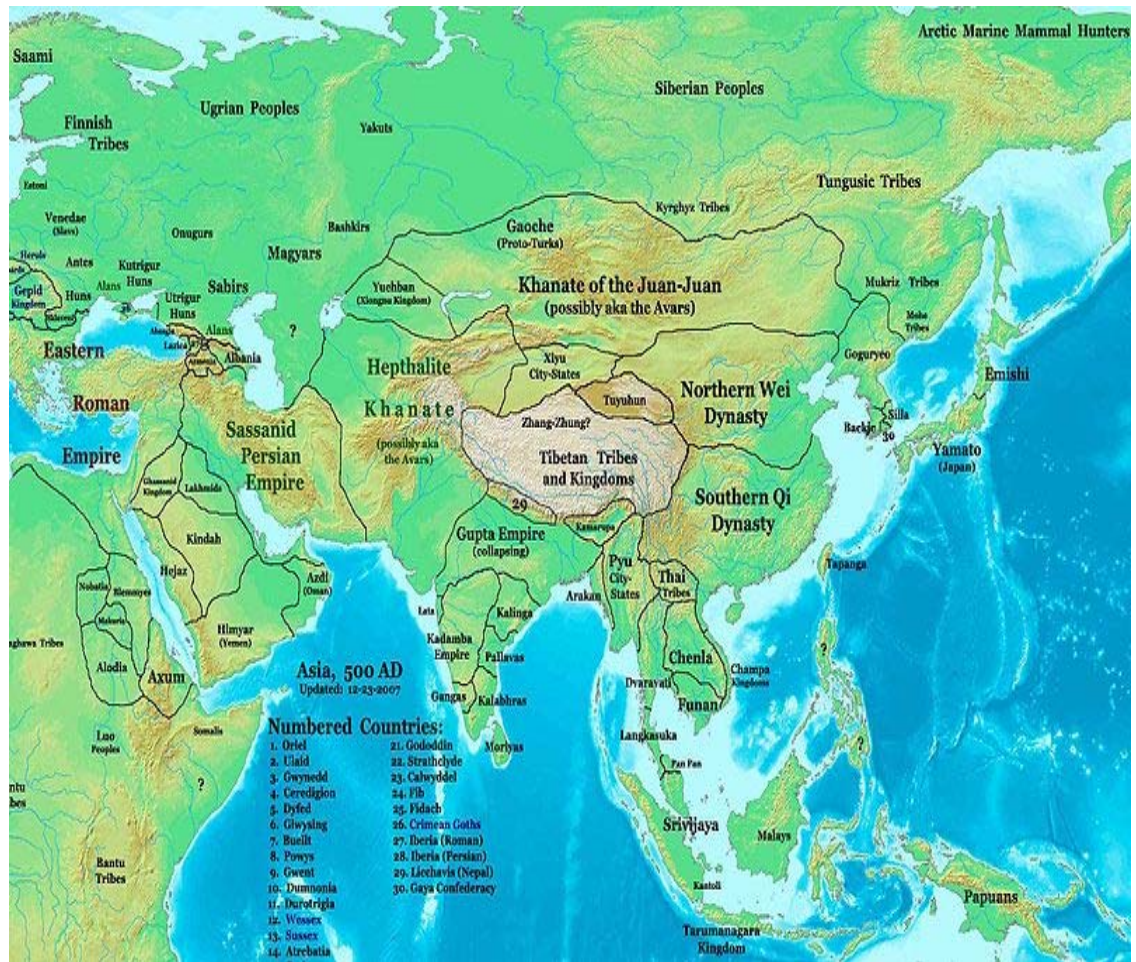 Arctic Marine Mammal Hunters
Saami
Siberian Peoples
Ugrian Peoples
Finnish
Tribes
Yakuts
Estoni
Tungusic Tribes
Kyrghyz Tribes
Venedae
(Slavs)
Onugurs
Bashkirs
Gaoche
(Proto-Turks)
Magyars
Heruls
Antes
Kutrigur
Huns
Alans
Sabirs
Gepid
Kingdom
Huns
Utrigur
Huns
Yuehban
(Xiongnu Kingdom)
Khanate of the Juan-Juan
(possibly aka the Avars)
Mukriz Tribes
Moho
Tribes
26
?
Abasgia
Lazica
Alans
Armenia
Albania
Eastern
Roman
Empire
Hepthalite
Khanate
(possibly aka
the Avars)
Xiyu
City-States
Goguryeo
Emishi
Tuyuhun
Northern Wei
Dynasty
Silla
Baekje
30
Yamato
(Japan)
Zhang-Zhung?
Sassanid
Persian
Empire
Tibetan Tribes
and Kingdoms
Ghassanid
Kingdom
Lakhmids
29
Southern Qi
Dynasty
Gupta Empire
(collapsing)
Kamarupa
Kindah
Hejaz
Azdi
(Oman)
Pyu
City-
States
Thai
Tribes
Tapanga
Nobatia
Blemmyes
Makuria
Lata
Kalinga
Arakan
Himyar
(Yemen)
Kadamba
Empire
Pallavas
Alodia
Axum
Chenla
Champa
Kingdoms
?
Dvaravati
Gangas
Kalabhras
Funan
Asia, 500 AD
Updated: 12-23-2007
Luo
Peoples
Somalis
Moriyas
Langkasuka
?
Pan Pan
?
Srivijaya
Malays
Bantu
Tribes
Kantoli
Papuans
Tarumanagara
Kingdom
Numbered Countries:
1. Oriel
2. Ulaid
3. Gwynedd
4. Ceredigion
5. Dyfed
6. Glwysing
7. Buellt
8. Powys
9. Gwent
10. Dumnonia
11. Durotrigia
12. Wessex
13. Sussex
14. Atrebatia
21. Gododdin
22. Strathclyde
23. Calwyddel
24. Fib
25. Fidach
26. Crimean Goths
27. Iberia (Roman)
28. Iberia (Persian)
29. Licchavis (Nepal)
30. Gaya Confederacy